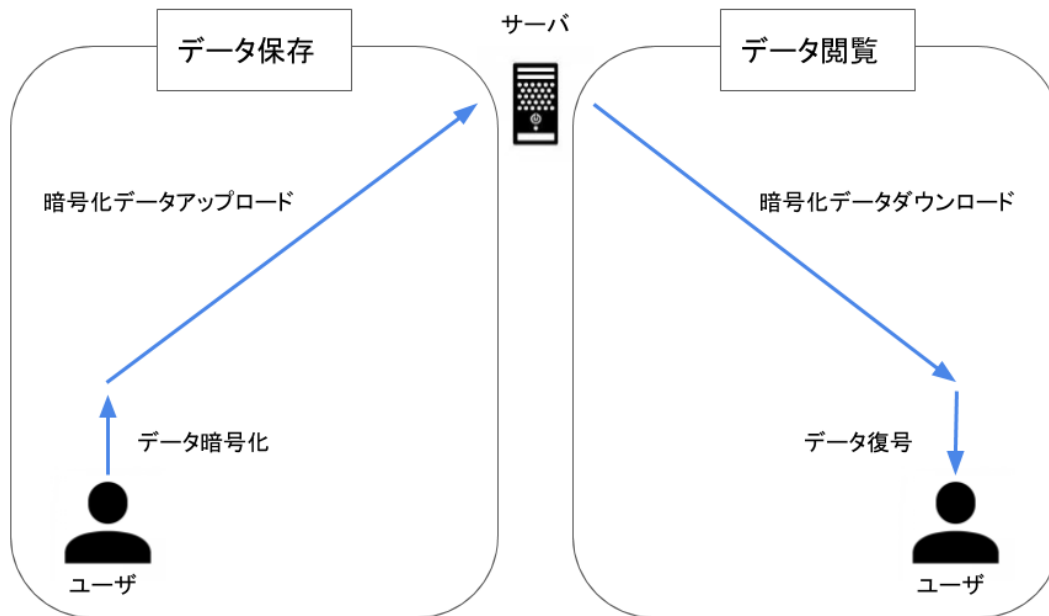 サーバ
データ保存
データ閲覧
暗号化データアップロード
暗号化データダウンロード
データ暗号化
データ復号
ユーザ
ユーザ